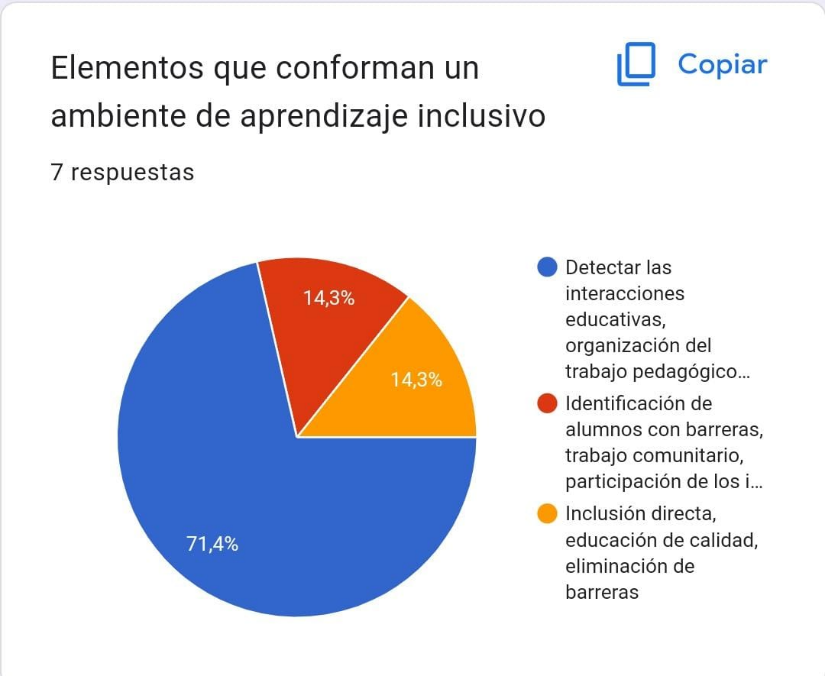 Elementos que conforman un
ambiente de aprendizaje inclusivo
Copiar
7 respuestas
14,3%
14,3%
71,4%
Detectar las
interacciones
educativas,
organización del
trabajo pedagógico...
Identificación de
alumnos con barreras,
trabajo comunitario,
participación de los i...
Inclusión directa,
educación de calidad,
eliminación de
barreras